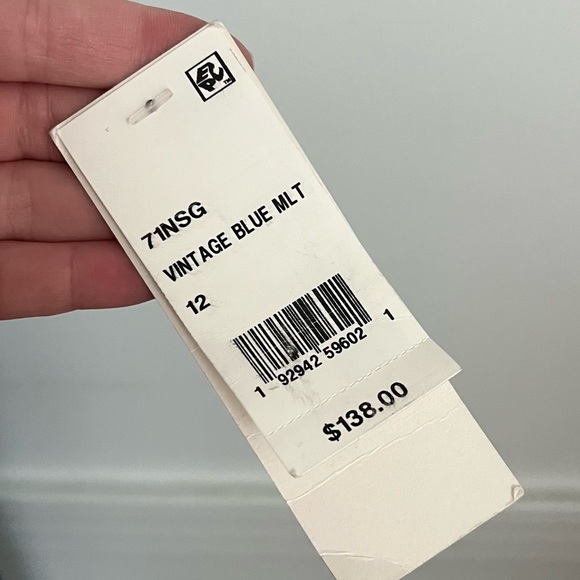 71NSG
VINTAGE BLUE MLT
12
1 92942 59602 1
$138.00